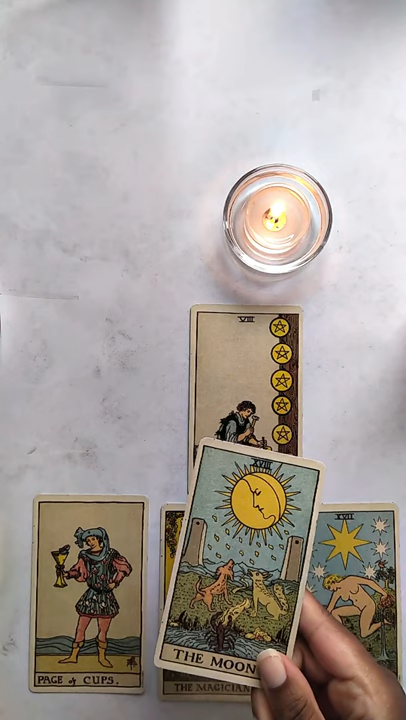 VIII
XVIII
THE MOON
XVII
PAGE of CUPS.
THE MAGICIAN